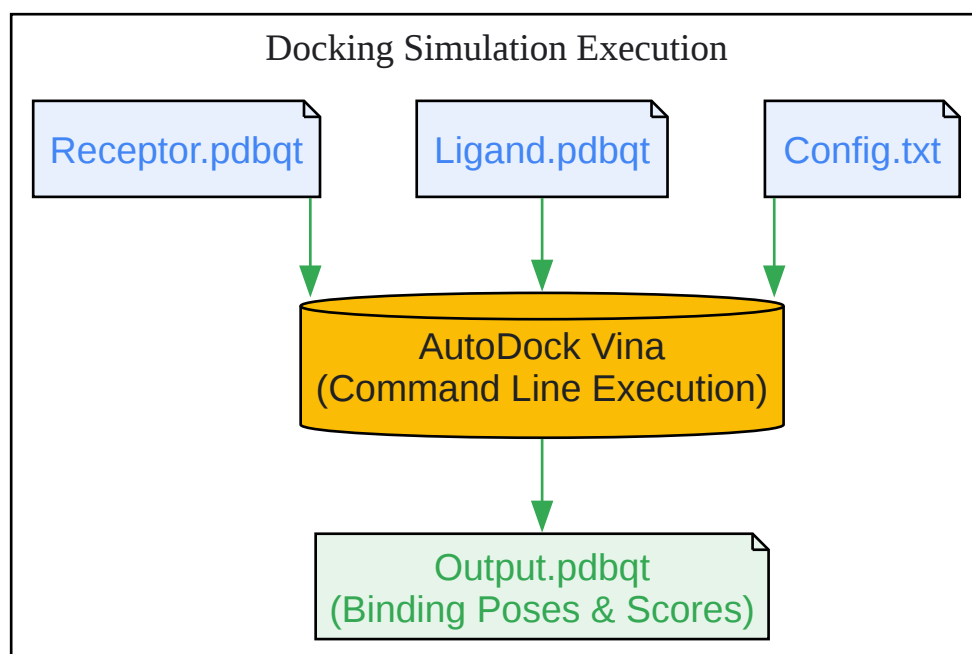 Docking Simulation Execution
Receptor.pdbqt
Ligand.pdbqt
Config.txt
AutoDock Vina
(Command Line Execution)
Output.pdbqt
(Binding Poses & Scores)